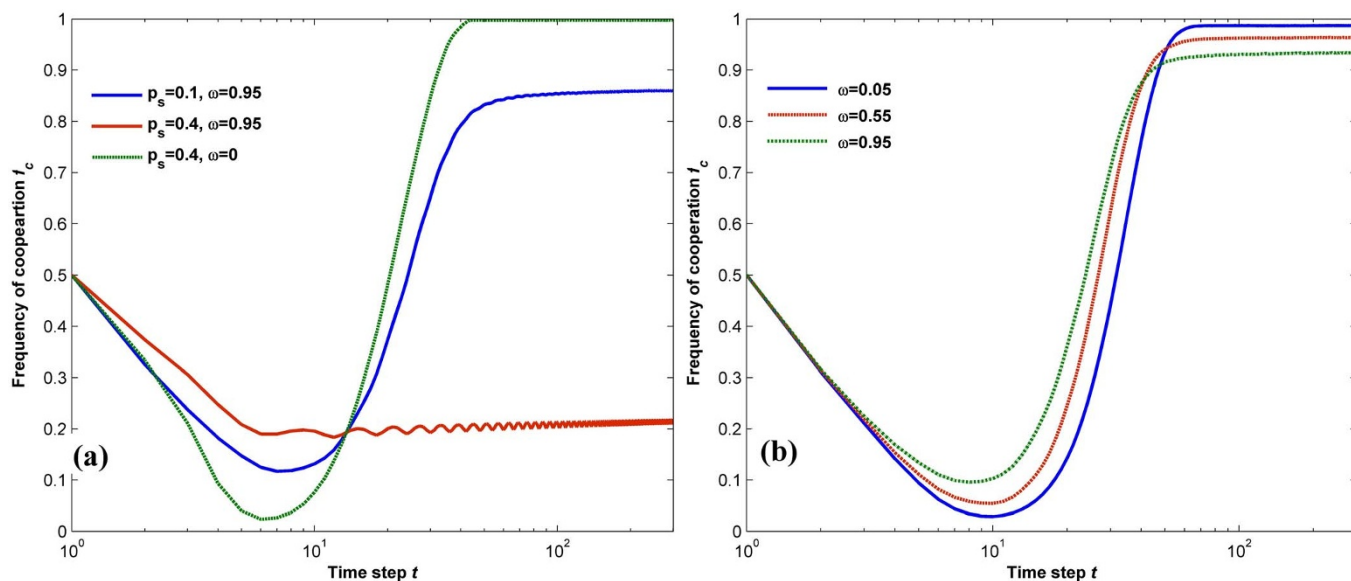 1
0.9
0.8
0.7
0.6
0.5
0.4
0.3
0.2
0.1
0
Frequency of coopeartion f_c
p_s=0.1, ω=0.95
p_s=0.4, ω=0.95
p_s=0.4, ω=0
(a)
10^0
10^1
10^2
Time step t
1
0.9
0.8
0.7
0.6
0.5
0.4
0.3
0.2
0.1
0
Frequency of cooperation f_c
ω=0.05
ω=0.55
ω=0.95
(b)
10^0
10^1
10^2
Time step t